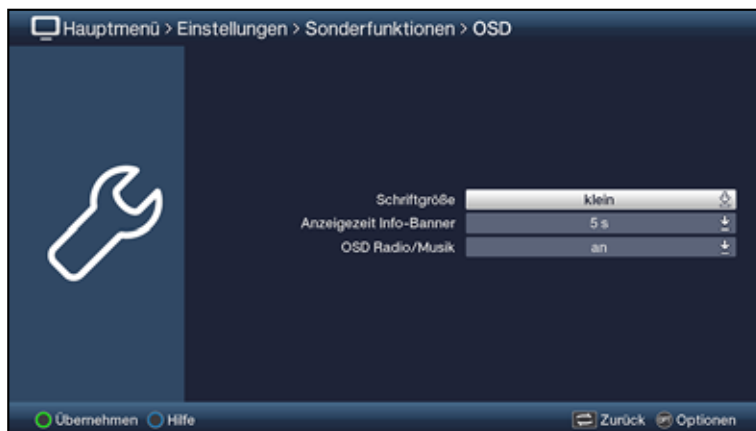 Hauptmenü > Einstellungen > Sonderfunktionen > OSD
Schriftgröße klein
Anzeigezeit Info-Banner 5 s
OSD Radio/Musik an
Übernehmen Hilfe Zurück Optionen